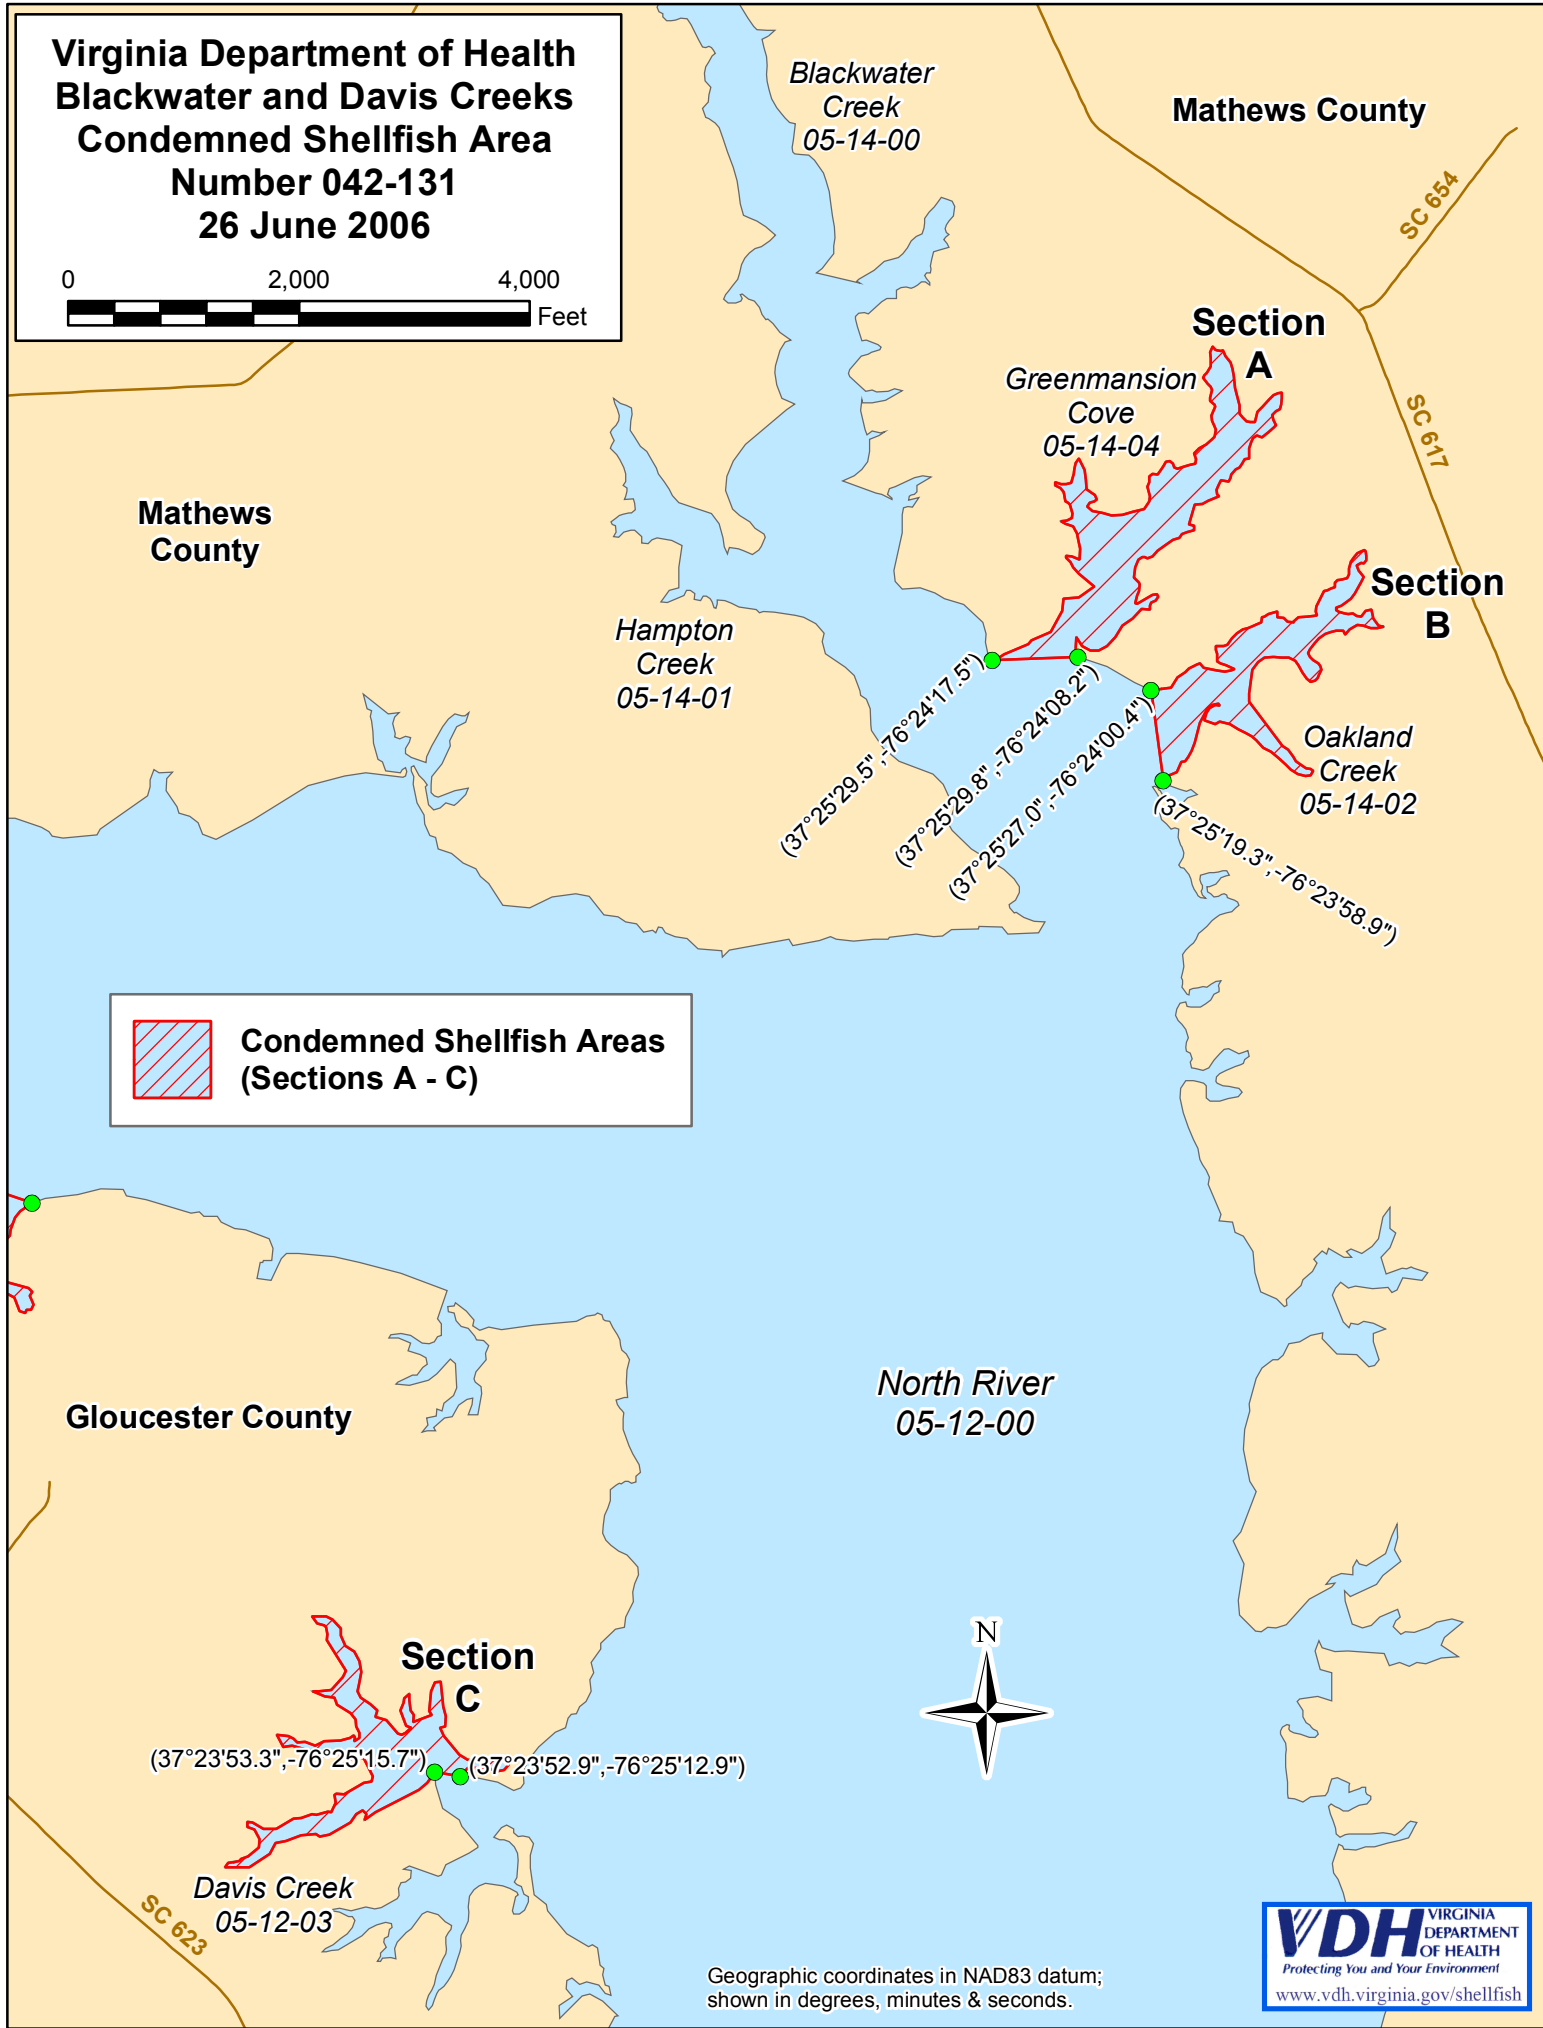 Virginia Department of Health
Blackwater and Davis Creeks
Condemned Shellfish Area
Number 042-131
26 June 2006
0 2,000 4,000
Feet
Blackwater
Creek
05-14-00
Mathews County
SC 654
SC 617
Section
A
Greenmansion
Cove
05-14-04
Mathews
County
Section
B
Hampton
Creek
05-14-01
(37°25'29.5",-76°24'17.5")
(37°25'29.8",-76°24'08.2")
(37°25'27.0",-76°24'00.4")
(37°25'19.3",-76°23'58.9")
Oakland
Creek
05-14-02
Condemned Shellfish Areas
(Sections A - C)
North River
05-12-00
Gloucester County
N
Section
C
(37°23'53.3",-76°25'15.7")
(37°23'52.9",-76°25'12.9")
Davis Creek
05-12-03
SC 623
Geographic coordinates in NAD83 datum;
shown in degrees, minutes & seconds.
VDH VIRGINIA
DEPARTMENT
OF HEALTH
Protecting You and Your Environment
www.vdh.virginia.gov/shellfish